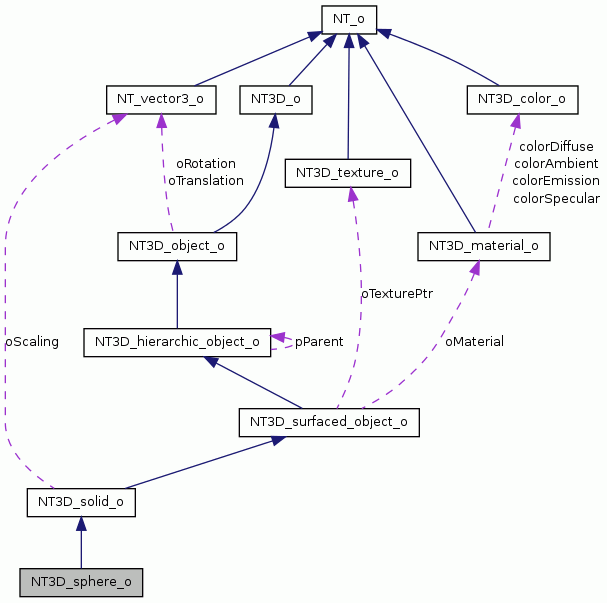 NT_o
NT_vector3_o
NT3D_o
NT3D_color_o
colorDiffuse
colorAmbient
colorEmission
colorSpecular
oRotation
oTranslation
NT3D_texture_o
NT3D_object_o
NT3D_material_o
oTexturePtr
oScaling
NT3D_hierarchic_object_o
pParent
oMaterial
NT3D_surfaced_object_o
NT3D_solid_o
NT3D_sphere_o